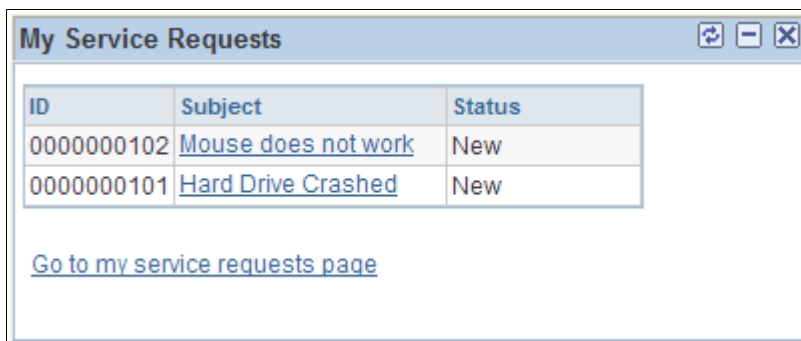 My Service Requests
ID Subject Status
0000000102 Mouse does not work New
0000000101 Hard Drive Crashed New
Go to my service requests page